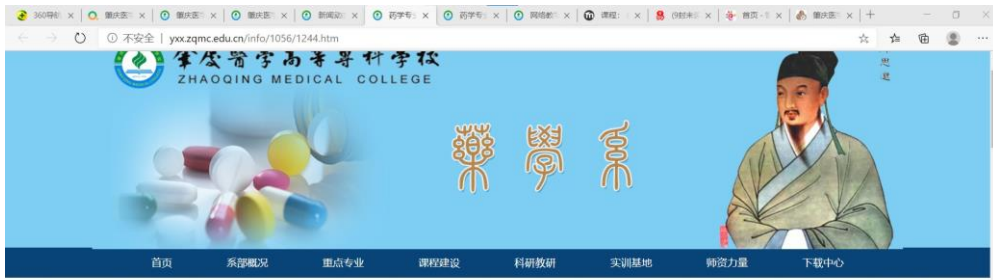 360导航
肇庆医
肇庆医
肇庆医
新闻动
药学专
药学专
网络教
课程:
(9封未
首页 -
肇庆医
不安全 | yxx.zqmc.edu.cn/info/1056/1244.htm
肇庆医学高等专科学校
ZHAOQING MEDICAL COLLEGE
藥學系
首页 系部概况 重点专业 课程建设 科研教研 实训基地 师资力量 下载中心